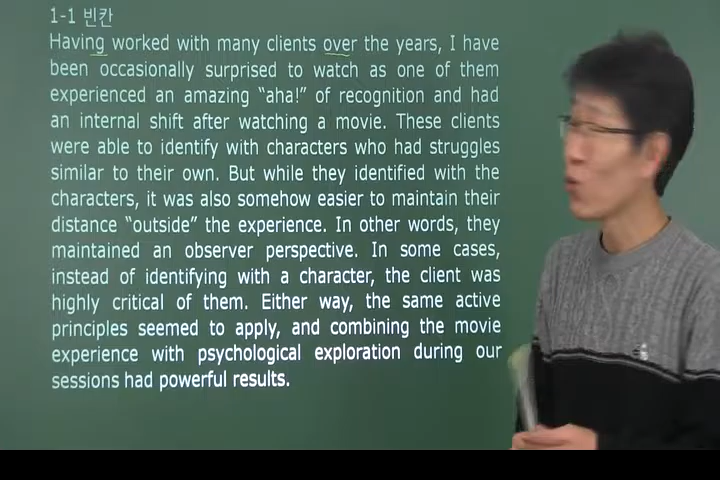 1-1 빈칸
Having worked with many clients over the years, I have
been occasionally surprised to watch as one of them
experienced an amazing “aha!” of recognition and had
an internal shift after watching a movie. These clients
were able to identify with characters who had struggles
similar to their own. But while they identified with the
characters, it was also somehow easier to maintain their
distance “outside” the experience. In other words, they
maintained an observer perspective. In some cases,
instead of identifying with a character, the client was
highly critical of them. Either way, the same active
principles seemed to apply, and combining the movie
experience with psychological exploration during our
sessions had powerful results.